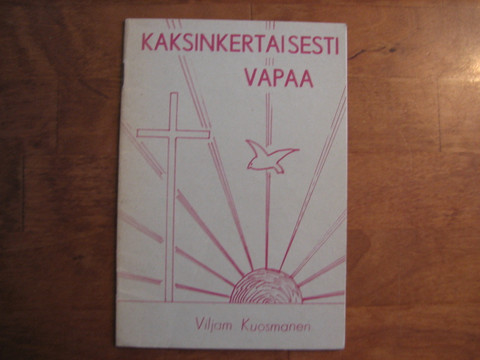 KAKSINKERTAISESTI
VAPAA
Viljam Kuosmanen